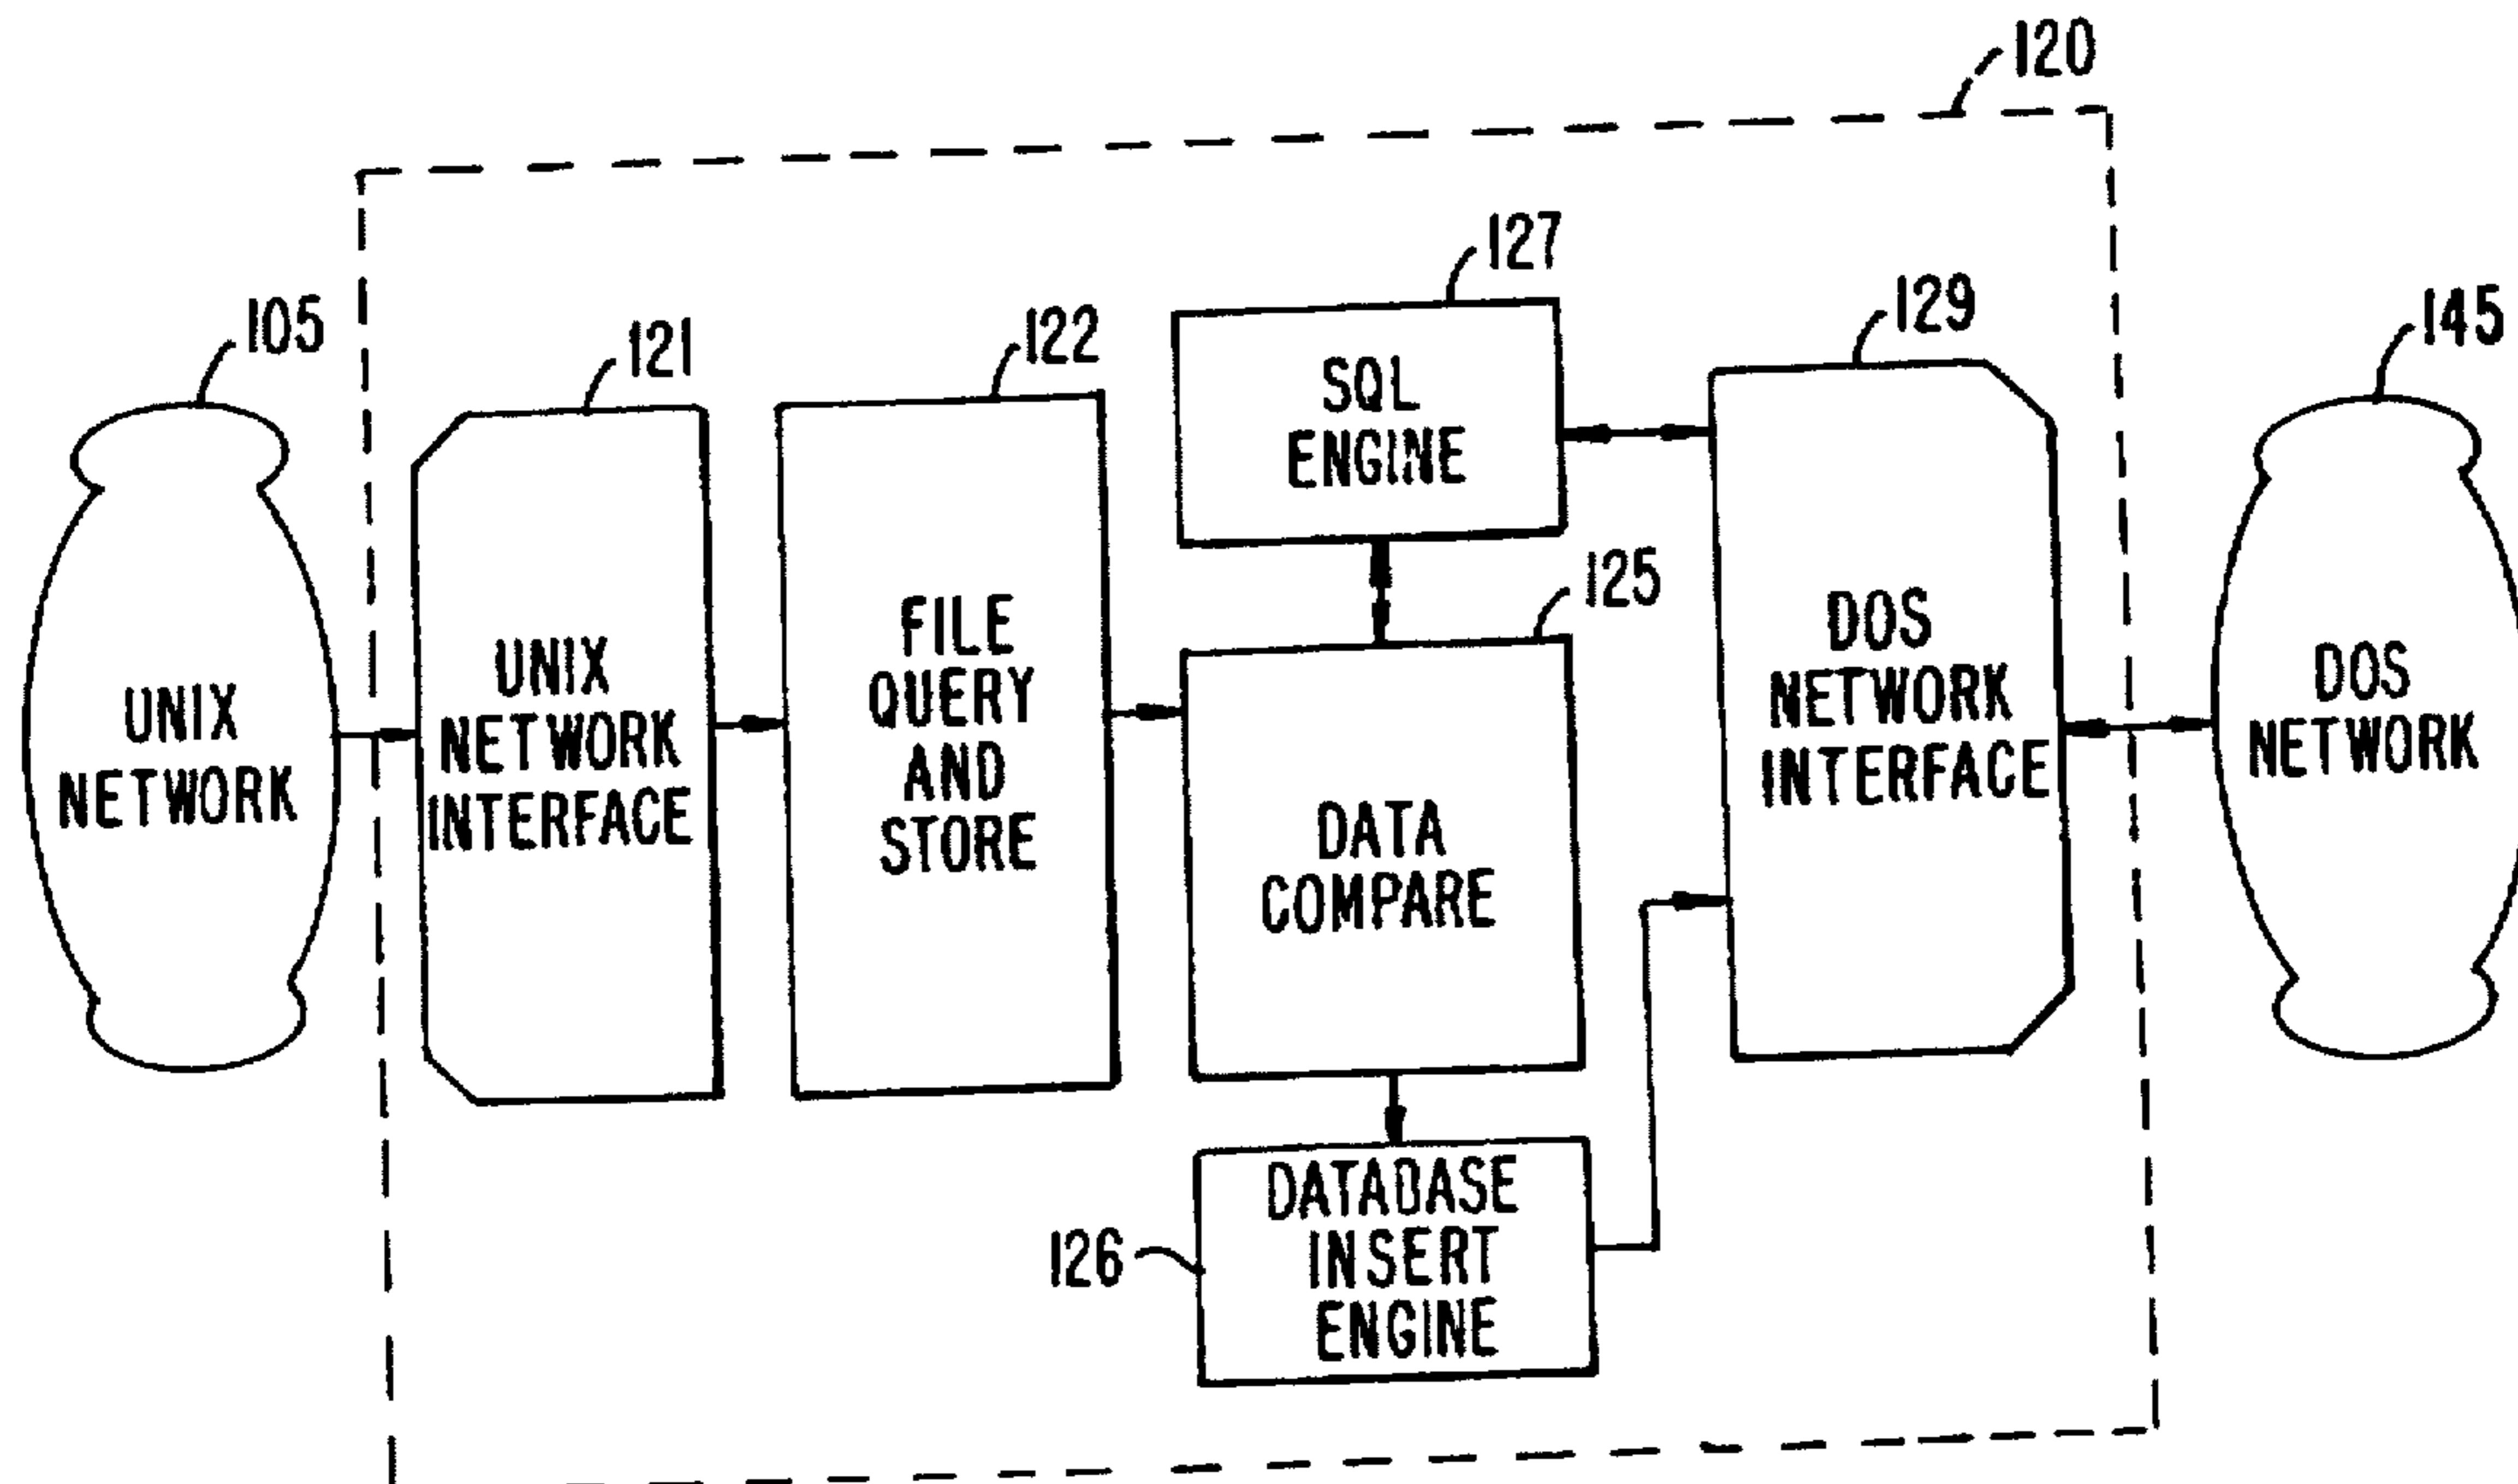 120
127
105
121
122
129
145
SQL
ENGINE
125
UNIX
NETWORK
UNIX
NETWORK
INTERFACE
FILE
QUERY
AND
STORE
DATA
COMPARE
DOS
NETWORK
INTERFACE
DOS
NETWORK
126
DATABASE
INSERT
ENGINE